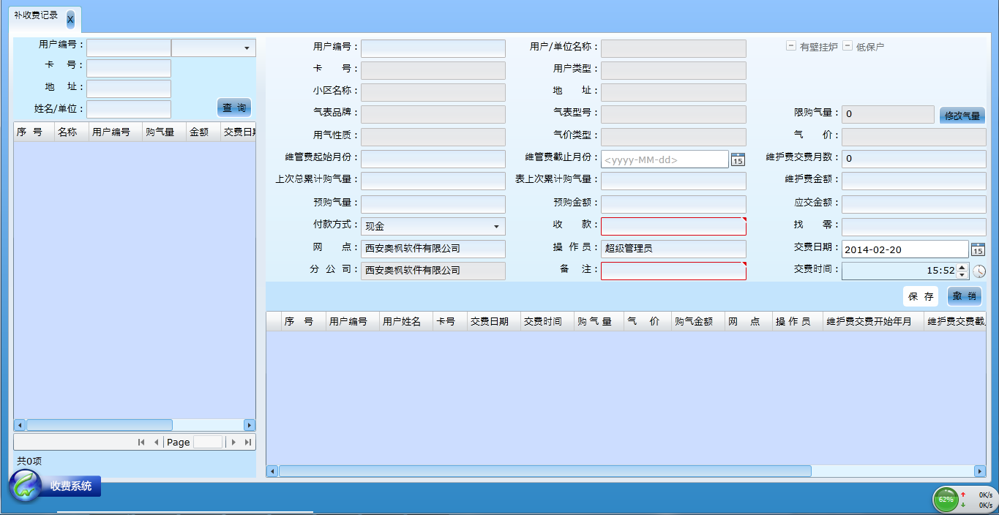 补收费记录 X
用户编号：
卡 号：
地 址：
姓名/单位：
查 询
序 号 名称 用户编号 购气量 金额 交费日期
Page
共0项
用户编号： 用户/单位名称： 有壁挂炉 低保户
卡 号： 用户类型：
小区名称： 地 址：
气表品牌： 气表型号： 限购气量： 0 修改气量
用气性质： 气价类型： 气 价：
维管费起始月份： 维管费截止月份： <yyyy-MM-dd> 15 维护费交费月数： 0
上次总累计购气量： 表上次累计购气量： 维护费金额：
预购气量： 预购金额： 应交金额：
付款方式： 现金 收 款： 找 零：
网 点： 西安奥枫软件有限公司 操 作 员： 超级管理员 交费日期： 2014-02-20 15
分 公 司： 西安奥枫软件有限公司 备 注： 交费时间： 15:52
保 存 撤 销
序 号 用户编号 用户姓名 卡号 交费日期 交费时间 购 气 量 气 价 购气金额 网 点 操 作 员 维护费交费开始年月 维护费交费截
收费系统
62% 0K/s
0K/s